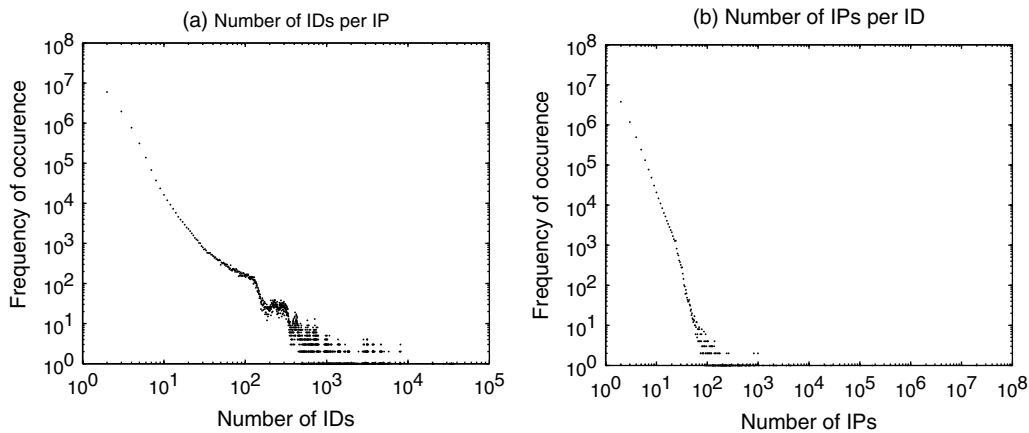 (a) Number of IDs per IP
Frequency of occurence
10^8
10^7
10^6
10^5
10^4
10^3
10^2
10^1
10^0
10^0 10^1 10^2 10^3 10^4 10^5
Number of IDs
(b) Number of IPs per ID
Frequency of occurence
10^8
10^7
10^6
10^5
10^4
10^3
10^2
10^1
10^0
10^0 10^1 10^2 10^3 10^4 10^5 10^6 10^7 10^8
Number of IPs